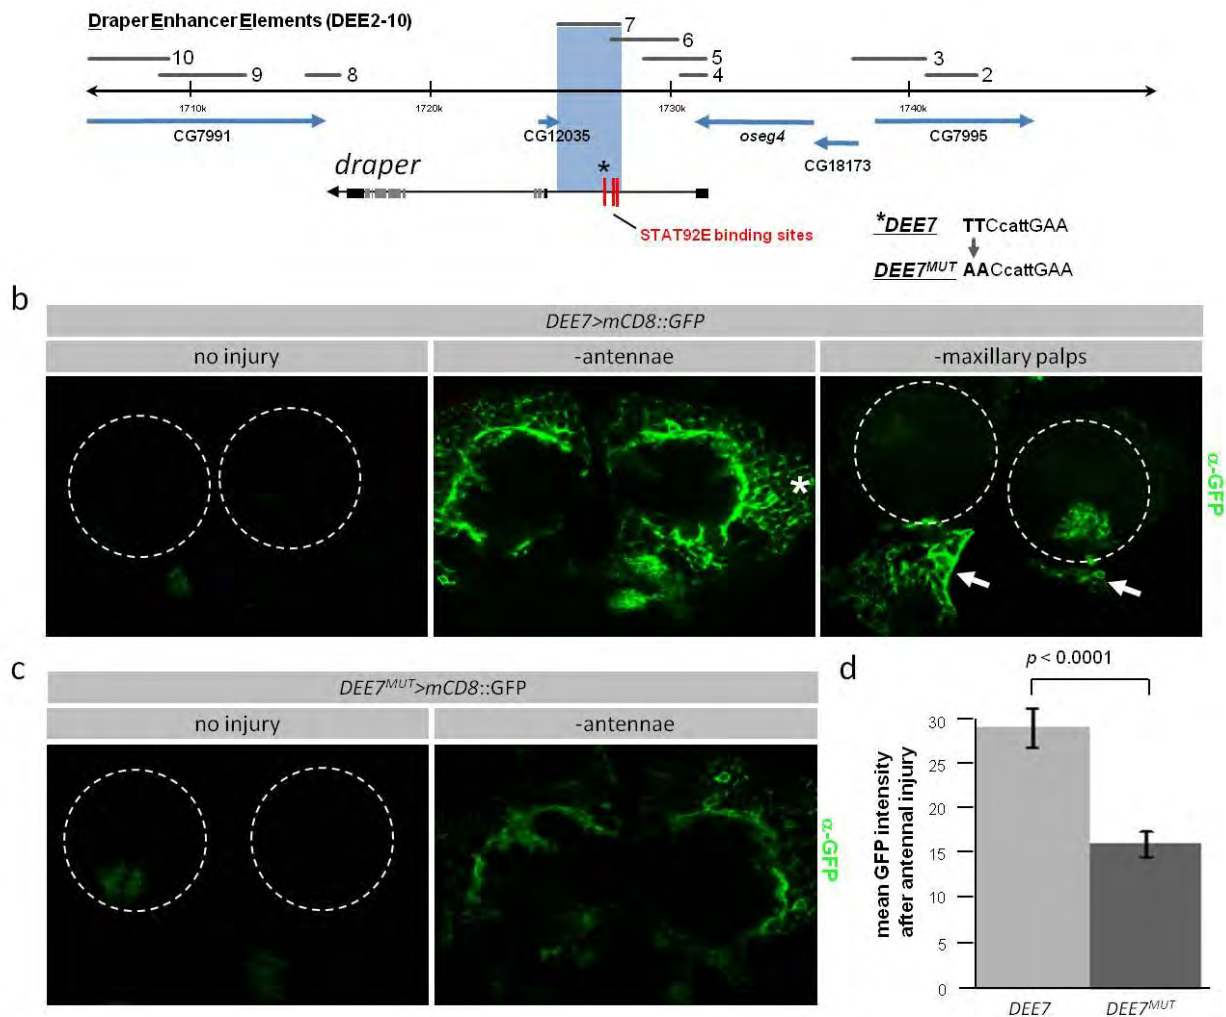 Draper Enhancer Elements (DEE2-10)
7
6
10
5
3
9
8
4
2
1710k
1720k
1730k
1740k
CG7991
CG12035
oseg4
CG7995
CG18173
draper
*
STAT92E binding sites
*DEE7 TTCcattGAA
DEE7MUT AACcattGAA
b
DEE7>mCD8::GFP
no injury
-antennae
-maxillary palps
*
α-GFP
c
DEE7MUT>mCD8::GFP
no injury
-antennae
α-GFP
d
p < 0.0001
mean GFP intensity
after antennal injury
30
25
20
15
10
5
0
DEE7
DEE7MUT